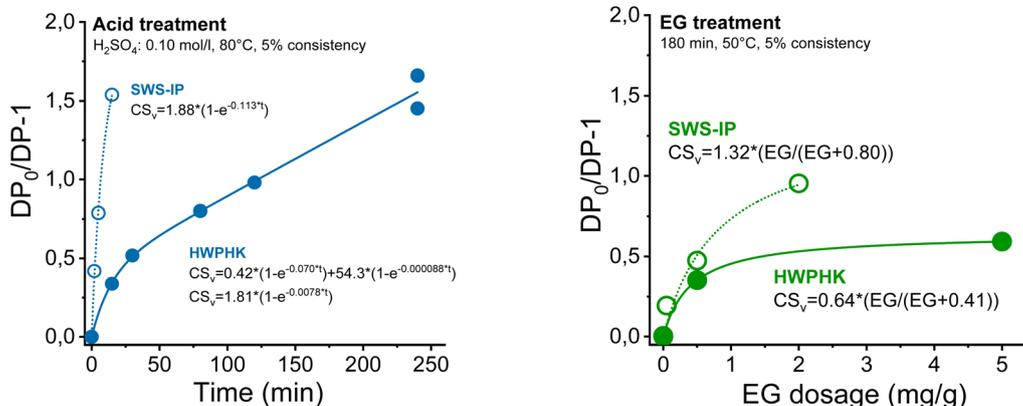 Acid treatment
H₂SO₄: 0.10 mol/l, 80°C, 5% consistency
SWS-IP
CSᵥ=1.88*(1-e^-0.113*t)
HWPHK
CSᵥ=0.42*(1-e^-0.070*t)+54.3*(1-e^-0.000088*t)
CSᵥ=1.81*(1-e^-0.0078*t)
DP₀/DP-1
2,0
1,5
1,0
0,5
0,0
0 50 100 150 200 250
Time (min)
EG treatment
180 min, 50°C, 5% consistency
SWS-IP
CSᵥ=1.32*(EG/(EG+0.80))
HWPHK
CSᵥ=0.64*(EG/(EG+0.41))
DP₀/DP-1
2,0
1,5
1,0
0,5
0,0
0 1 2 3 4 5
EG dosage (mg/g)